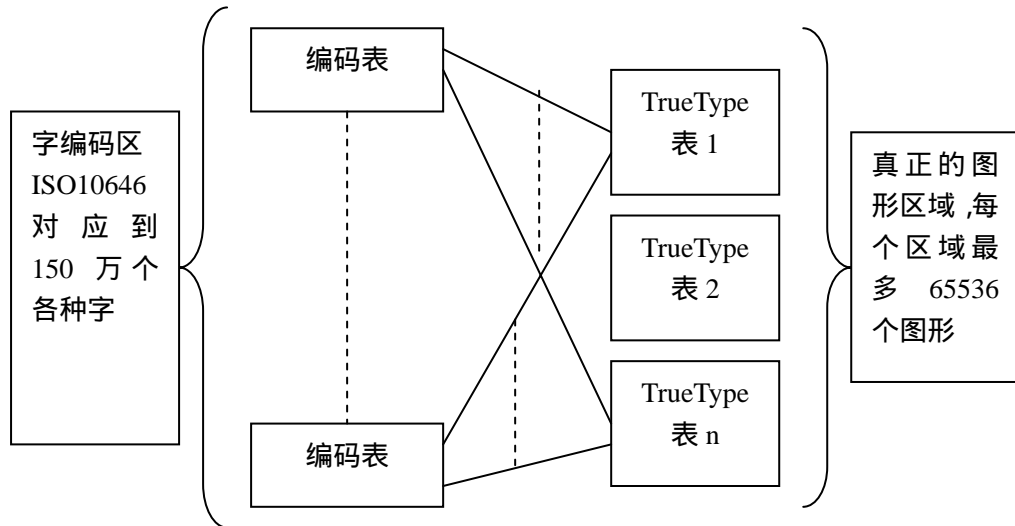 字编码区
ISO10646
对应到
150 万个
各种字
编码表
编码表
TrueType
表 1
TrueType
表 2
TrueType
表 n
真正的图
形区域,每
个区域最
多 65536
个图形